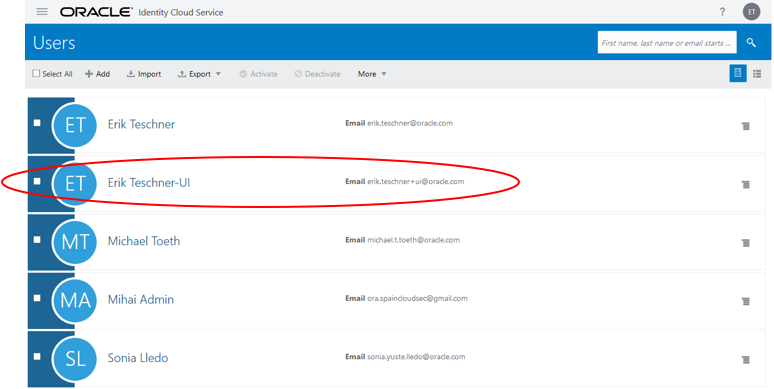 ORACLE® Identity Cloud Service ? ET
Users First name, last name or email starts ...
Select All Add Import Export Activate Deactivate More
ET Erik Teschner Email erik.teschner@oracle.com
ET Erik Teschner-UI Email erik.teschner+ui@oracle.com
MT Michael Toeth Email michael.t.toeth@oracle.com
MA Mihai Admin Email ora.spaincloudsec@gmail.com
SL Sonia Lledo Email sonia.yuste.lledo@oracle.com